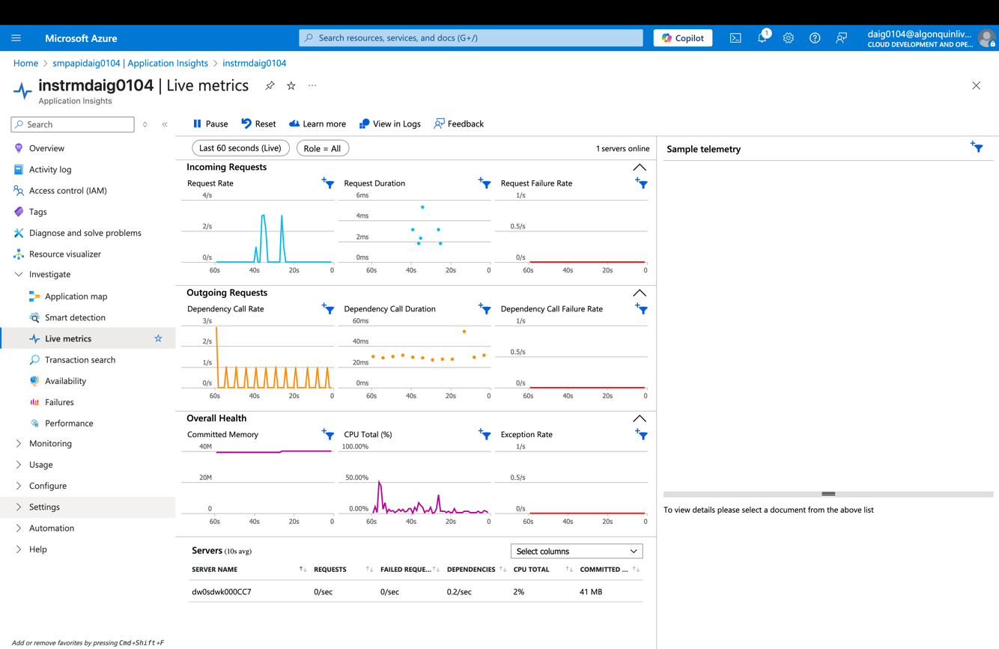 Microsoft Azure
Search resources, services, and docs (G+/)
Copilot
1
daig0104@algonquinliv...
CLOUD DEVELOPMENT AND OPE...
Home > smpapidaig0104 | Application Insights > instrmdaig0104
instrmdaig0104 | Live metrics
Application Insights
Search
Overview
Activity log
Access control (IAM)
Tags
Diagnose and solve problems
Resource visualizer
Investigate
Application map
Smart detection
Live metrics
Transaction search
Availability
Failures
Performance
Monitoring
Usage
Configure
Settings
Automation
Help
Add or remove favorites by pressing Cmd+Shift+F
Pause Reset Learn more View in Logs Feedback
Last 60 seconds (Live) Role = All 1 servers online
Incoming Requests
Request Rate
4/s
2/s
0/s
60s 40s 20s 0
Request Duration
6ms
4ms
2ms
0ms
60s 40s 20s 0
Request Failure Rate
1/s
0.5/s
0/s
60s 40s 20s 0
Outgoing Requests
Dependency Call Rate
3/s
2/s
1/s
0/s
60s 40s 20s 0
Dependency Call Duration
60ms
40ms
20ms
0ms
60s 40s 20s 0
Dependency Call Failure Rate
1/s
0.5/s
0/s
60s 40s 20s 0
Overall Health
Committed Memory
40M
20M
0
60s 40s 20s 0
CPU Total (%)
100.00%
50.00%
0.00%
60s 40s 20s 0
Exception Rate
1/s
0.5/s
0/s
60s 40s 20s 0
Servers (10s avg)
Select columns
SERVER NAME REQUESTS FAILED REQUE... DEPENDENCIES CPU TOTAL COMMITTED ...
dw0sdwk000CC7 0/sec 0/sec 0.2/sec 2% 41 MB
Sample telemetry
To view details please select a document from the above list